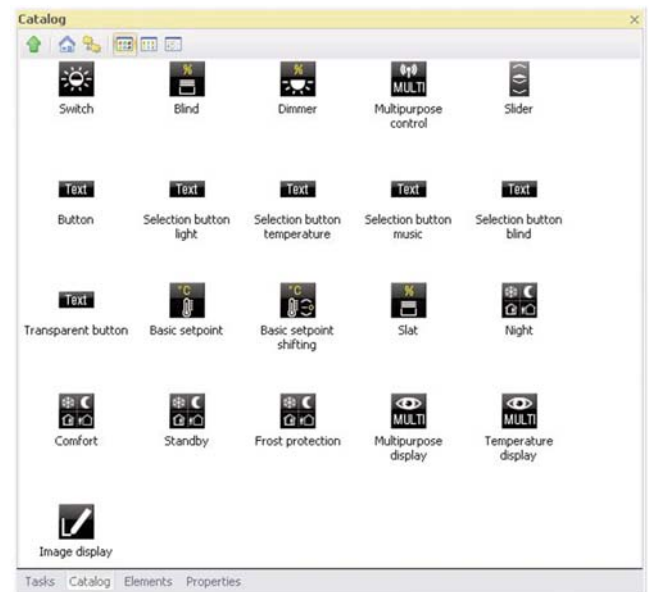 Catalog
%
%
MULTI
Switch
Blind
Dimmer
Multipurpose
control
Slider
Text
Text
Text
Text
Text
Button
Selection button
light
Selection button
temperature
Selection button
music
Selection button
blind
Text
°C
°C
%
Transparent button
Basic setpoint
Basic setpoint
shifting
Slat
Night
MULTI
MULTI
Comfort
Standby
Frost protection
Multipurpose
display
Temperature
display
Image display
Tasks Catalog Elements Properties